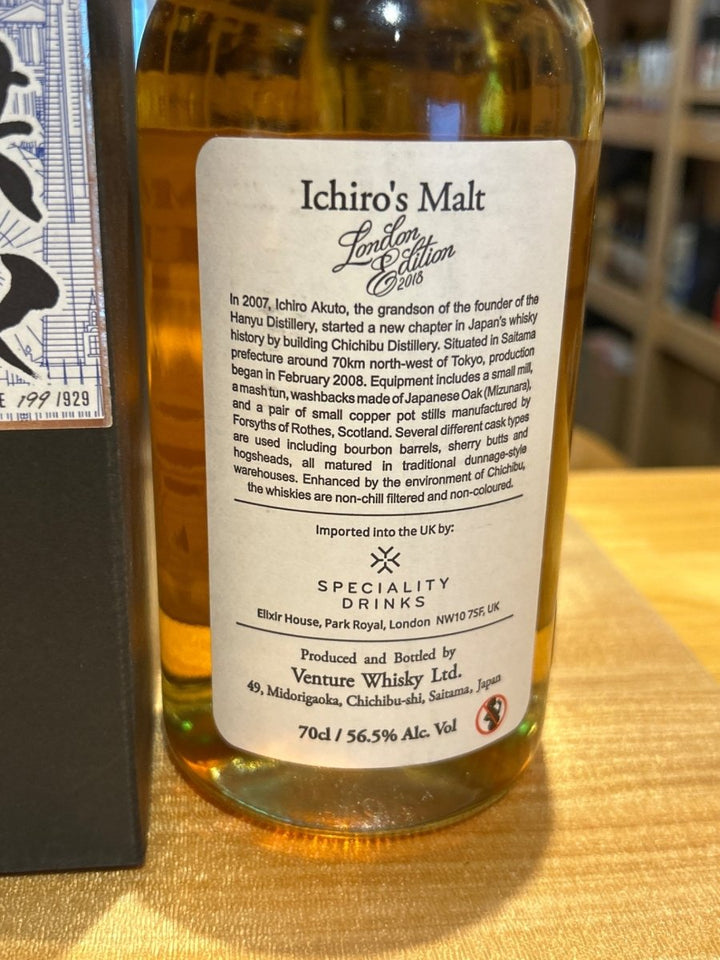 Ichiro's Malt
London
Edition
2018
In 2007, Ichiro Akuto, the grandson of the founder of the
Hanyu Distillery, started a new chapter in Japan's whisky
history by building Chichibu Distillery. Situated in Saitama
prefecture around 70km north-west of Tokyo, production
began in February 2008. Equipment includes a small mill,
a mash tun, washbacks made of Japanese Oak (Mizunara),
and a pair of small copper pot stills manufactured by
Forsyths of Rothes, Scotland. Several different cask types
are used including bourbon barrels, sherry butts and
hogsheads, all matured in traditional dunnage-style
warehouses. Enhanced by the environment of Chichibu,
the whiskies are non-chill filtered and non-coloured.
Imported into the UK by:
SPECIALITY
DRINKS
Elixir House, Park Royal, London NW10 7SF, UK
Produced and Bottled by
Venture Whisky Ltd.
49, Midorigaoka, Chichibu-shi, Saitama, Japan
70cl / 56.5% Alc. Vol
E 199 / 1929